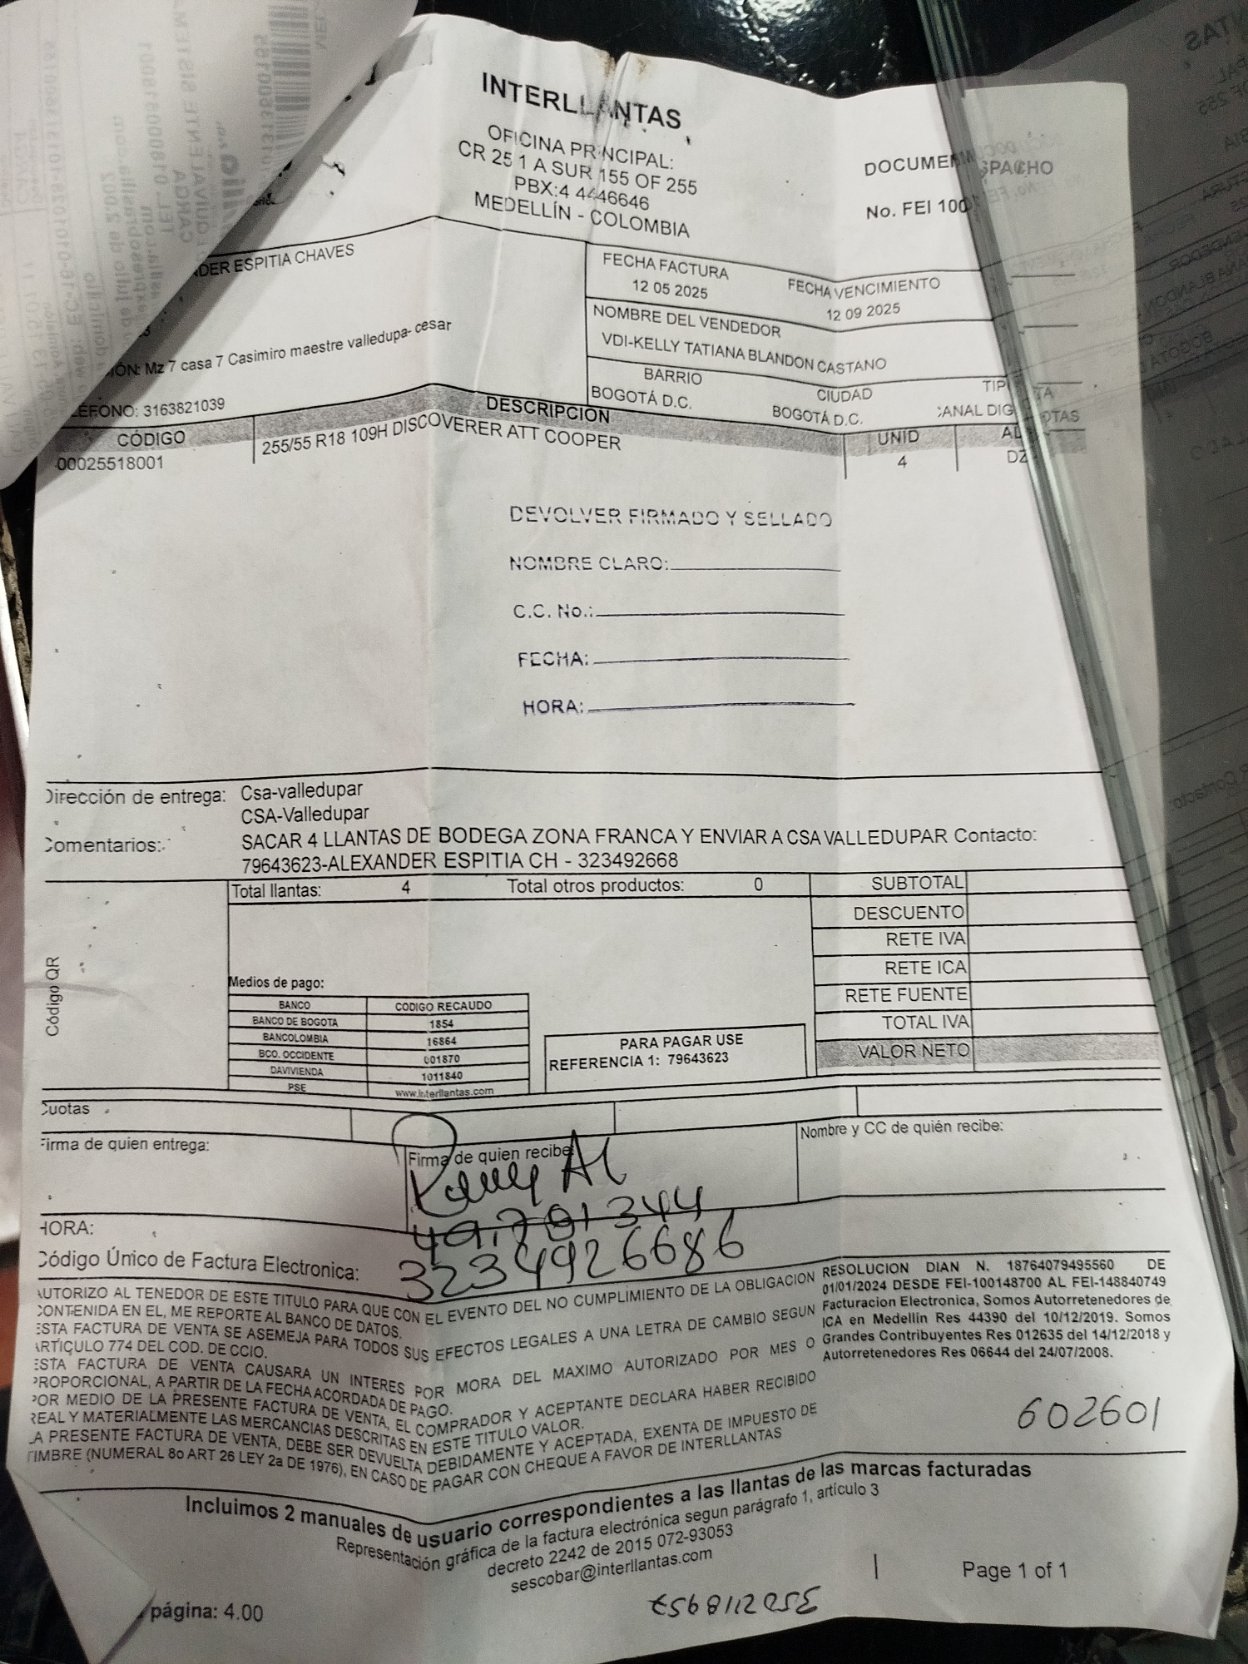 INTERLLANTAS
OFICINA PRINCIPAL:
CR 25 1 A SUR 155 OF 255
PBX:4 4446646
MEDELLÍN - COLOMBIA
No. FEI 100
DER ESPITIA CHAVES
FECHA FACTURA
12 05 2025
FECHA VENCIMIENTO
12 09 2025
NOMBRE DEL VENDEDOR
VDI-KELLY TATIANA BLANDON CASTANO
ÓN: Mz 7 casa 7 Casimiro maestre valledupa- cesar
BARRIO
BOGOTÁ D.C.
CIUDAD
BOGOTÁ D.C.
ÉFONO: 3163821039
CÓDIGO DESCRIPCIÓN UNID
00025518001 255/55 R18 109H DISCOVERER ATT COOPER 4
DEVOLVER FIRMADO Y SELLADO
NOMBRE CLARO:
C.C. No.:
FECHA:
HORA:
Dirección de entrega: Csa-valledupar
CSA-Valledupar
Comentarios: SACAR 4 LLANTAS DE BODEGA ZONA FRANCA Y ENVIAR A CSA VALLEDUPAR Contacto:
79643623-ALEXANDER ESPITIA CH - 323492668
Total llantas: 4 Total otros productos: 0
SUBTOTAL
DESCUENTO
RETE IVA
RETE ICA
RETE FUENTE
TOTAL IVA
VALOR NETO
Código QR
Medios de pago:
BANCO CODIGO RECAUDO
BANCO DE BOGOTA 1854
BANCOLOMBIA 16864
BCO. OCCIDENTE 001870
DAVIVIENDA 1011840
PSE www.interllantas.com
PARA PAGAR USE
REFERENCIA 1: 79643623
Cuotas
Firma de quien entrega:
Firma de quien recibe
Nombre y CC de quién recibe:
49.701344
HORA:
3234926686
Código Único de Factura Electronica:
AUTORIZO AL TENEDOR DE ESTE TITULO PARA QUE CON EL EVENTO DEL NO CUMPLIMIENTO DE LA OBLIGACION
CONTENIDA EN EL, ME REPORTE AL BANCO DE DATOS.
ESTA FACTURA DE VENTA SE ASEMEJA PARA TODOS SUS EFECTOS LEGALES A UNA LETRA DE CAMBIO SEGUN
ARTÍCULO 774 DEL COD. DE CCIO.
ESTA FACTURA DE VENTA CAUSARA UN INTERES POR MORA DEL MAXIMO AUTORIZADO POR MES O
PROPORCIONAL, A PARTIR DE LA FECHA ACORDADA DE PAGO.
POR MEDIO DE LA PRESENTE FACTURA DE VENTA, EL COMPRADOR Y ACEPTANTE DECLARA HABER RECIBIDO
REAL Y MATERIALMENTE LAS MERCANCIAS DESCRITAS EN ESTE TITULO VALOR.
LA PRESENTE FACTURA DE VENTA, DEBE SER DEVUELTA DEBIDAMENTE Y ACEPTADA, EXENTA DE IMPUESTO DE
TIMBRE (NUMERAL 8o ART 26 LEY 2a DE 1976), EN CASO DE PAGAR CON CHEQUE A FAVOR DE INTERLLANTAS
RESOLUCION DIAN N. 18764079495560 DE
01/01/2024 DESDE FEI-100148700 AL FEI-148840749
Facturacion Electronica, Somos Autorretenedores de
ICA en Medellin Res 44390 del 10/12/2019. Somos
Grandes Contribuyentes Res 012635 del 14/12/2018 y
Autorretenedores Res 06644 del 24/07/2008.
602601
Incluimos 2 manuales de usuario correspondientes a las llantas de las marcas facturadas
Representación gráfica de la factura electrónica segun parágrafo 1, artículo 3
decreto 2242 de 2015 072-93053
sescobar@interllantas.com
Page 1 of 1
página: 4.00